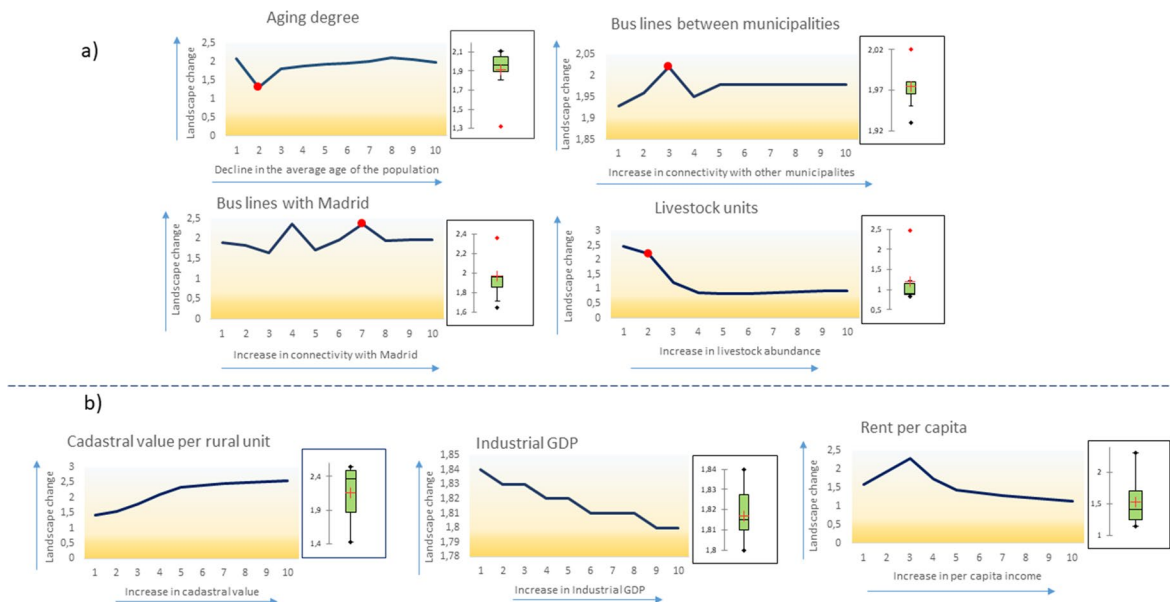 a)
Aging degree
Landscape change
2,5
2
1,5
1
0,5
0
1 2 3 4 5 6 7 8 9 10
Decline in the average age of the population
2,1
1,9
1,7
1,5
1,3
Bus lines between municipalities
Landscape change
2,05
2
1,95
1,9
1,85
1 2 3 4 5 6 7 8 9 10
Increase in connectivity with other municipalites
2,02
1,97
1,92
Bus lines with Madrid
Landscape change
2,5
2
1,5
1
0,5
0
1 2 3 4 5 6 7 8 9 10
Increase in connectivity with Madrid
2,4
2,2
2
1,8
1,6
Livestock units
Landscape change
3
2,5
2
1,5
1
0,5
0
1 2 3 4 5 6 7 8 9 10
Increase in livestock abundance
2,5
2
1,5
1
0,5
b)
Cadastral value per rural unit
Landscape change
3
2,5
2
1,5
1
0,5
0
1 2 3 4 5 6 7 8 9 10
Increase in cadastral value
2,4
1,9
1,4
Industrial GDP
Landscape change
1,85
1,84
1,83
1,82
1,81
1,8
1,79
1,78
1 2 3 4 5 6 7 8 9 10
Increase in Industrial GDP
1,84
1,83
1,82
1,81
1,8
Rent per capita
Landscape change
2,5
2
1,5
1
0,5
0
1 2 3 4 5 6 7 8 9 10
Increase in per capita income
2
1,5
1